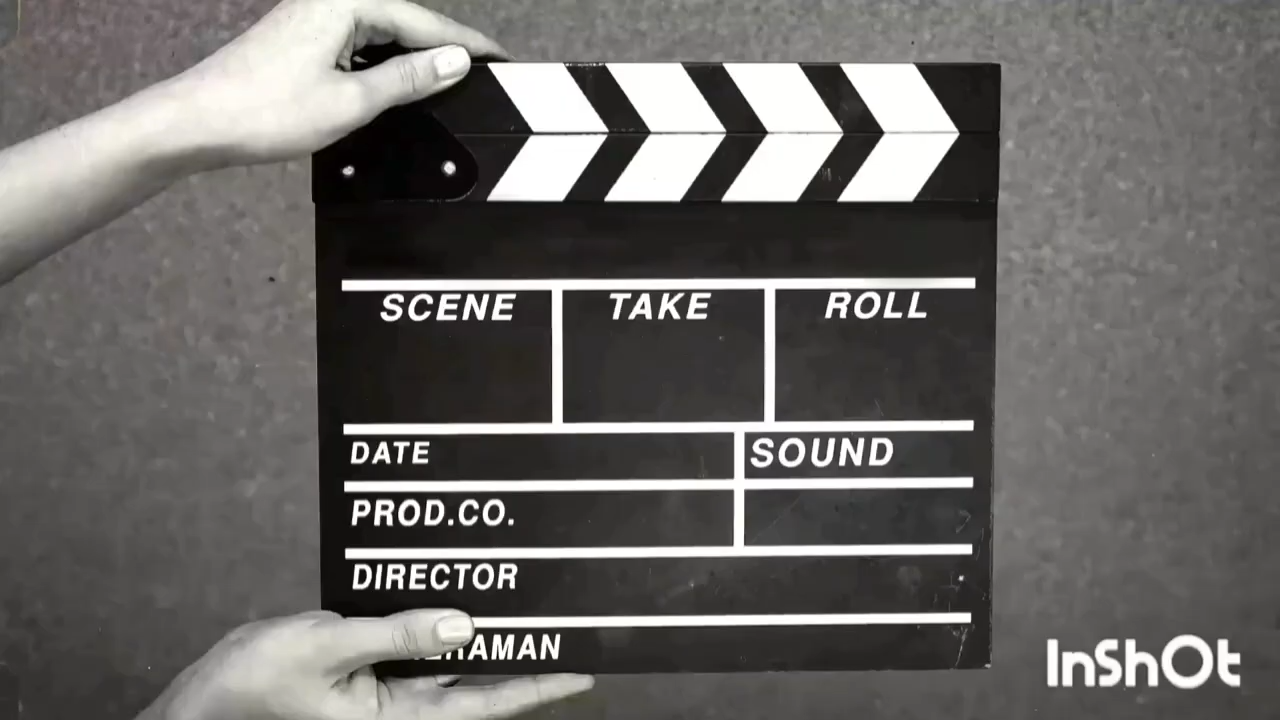 SCENE TAKE ROLL
DATE SOUND
PROD.CO.
DIRECTOR
InShOt